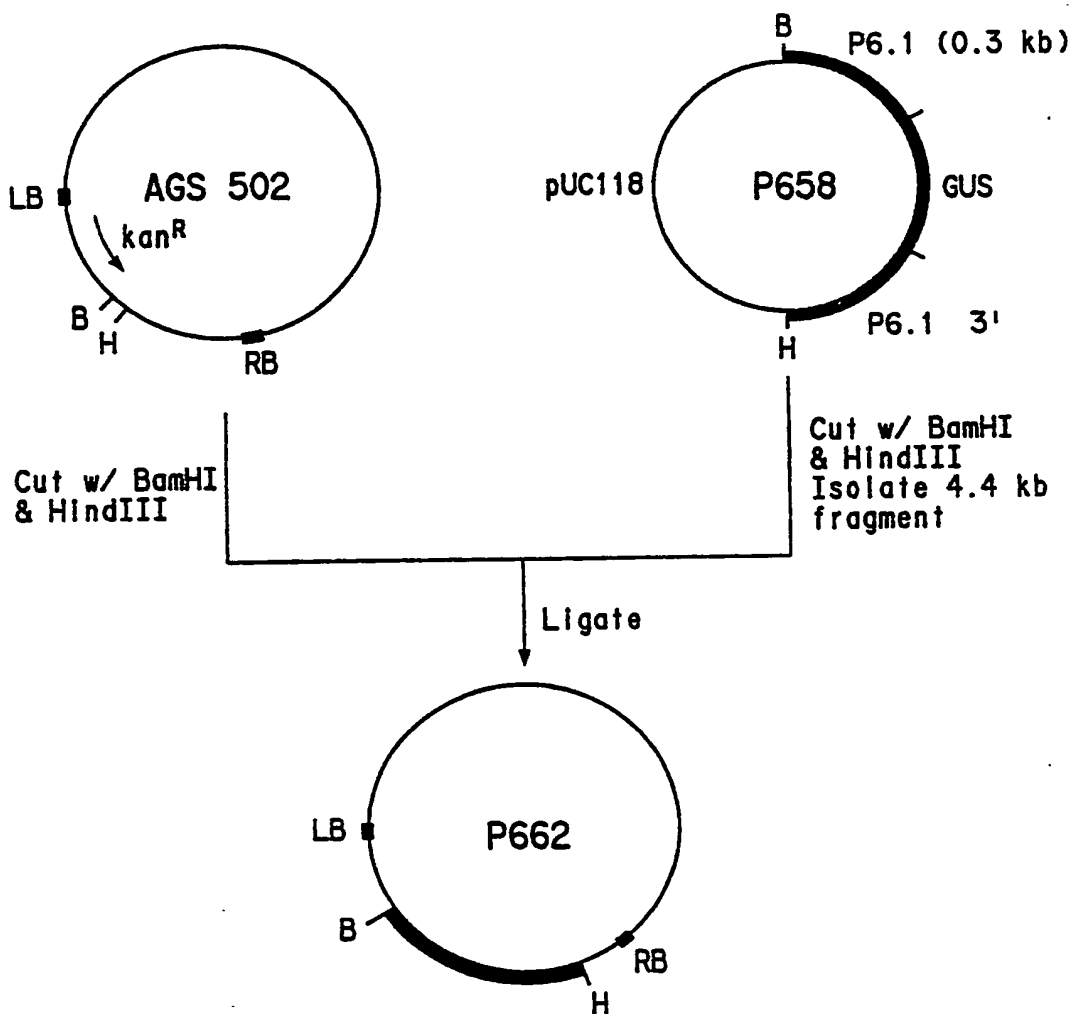 AGS 502
LB
kanR
B
H
RB
B
P6.1 (0.3 kb)
pUC118
P658
GUS
P6.1 3'
H
Cut w/ BamHI
& HindIII
Cut w/ BamHI
& HindIII
Isolate 4.4 kb
fragment
Ligate
LB
P662
B
RB
H